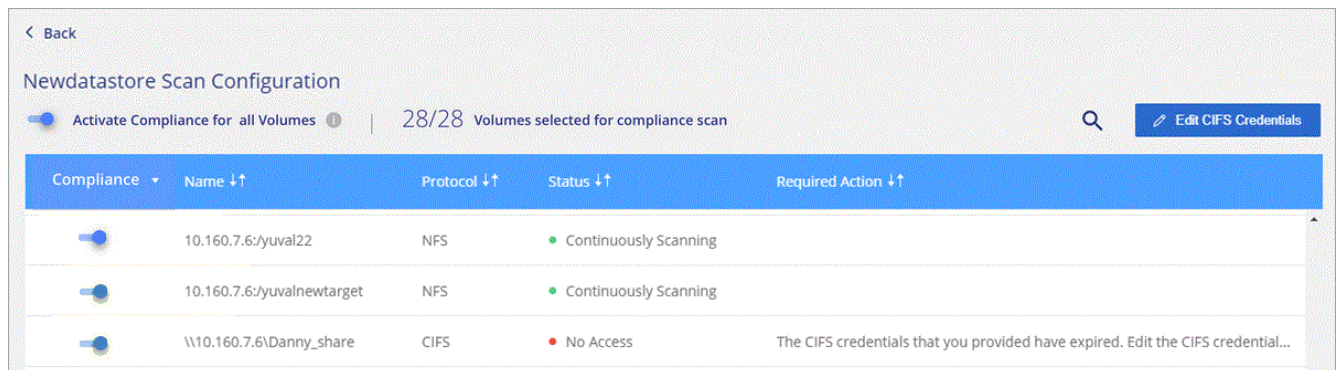 Back
Newdatastore Scan Configuration
Activate Compliance for all Volumes | 28/28 Volumes selected for compliance scan Edit CIFS Credentials
Compliance Name Protocol Status Required Action
10.160.7.6:/yuval22 NFS Continuously Scanning
10.160.7.6:/yuvalnewtarget NFS Continuously Scanning
\\10.160.7.6\Danny_share CIFS No Access The CIFS credentials that you provided have expired. Edit the CIFS credential...